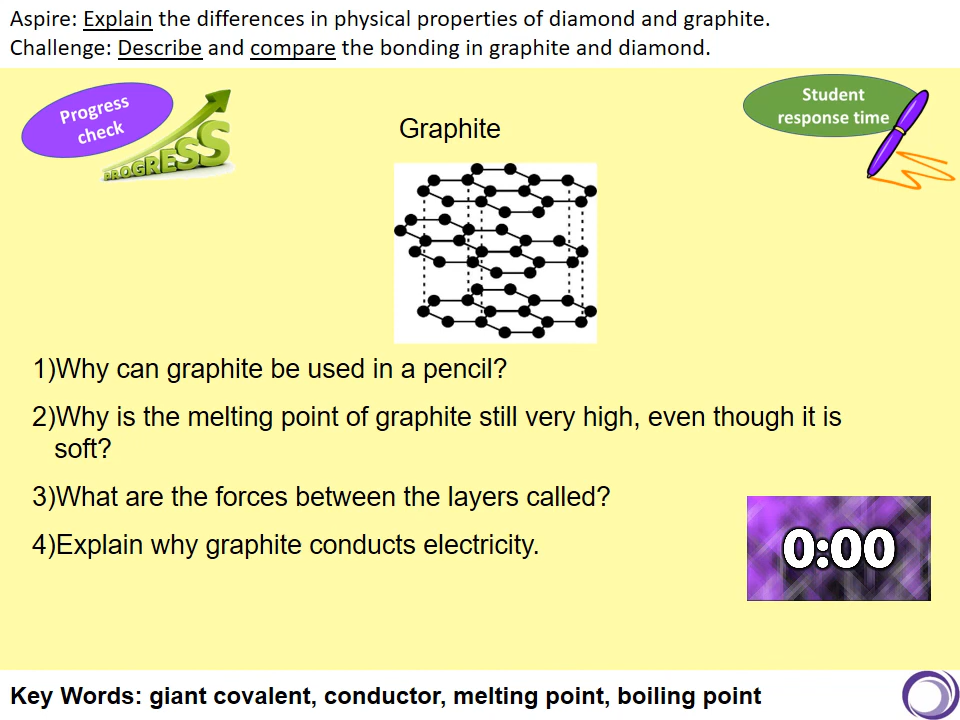 Aspire: Explain the differences in physical properties of diamond and graphite.
Challenge: Describe and compare the bonding in graphite and diamond.
Progress
check
PROGRESS
Student
response time
Graphite
1)Why can graphite be used in a pencil?
2)Why is the melting point of graphite still very high, even though it is
soft?
3)What are the forces between the layers called?
4)Explain why graphite conducts electricity.
0:00
Key Words: giant covalent, conductor, melting point, boiling point